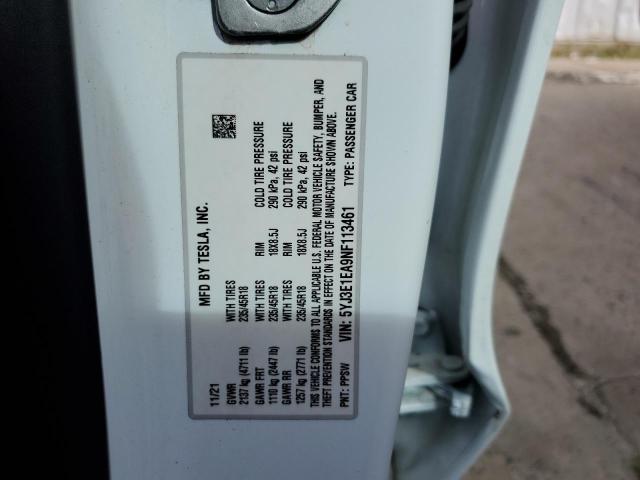 MFD BY TESLA, INC.
11/21
GVWR WITH TIRES RIM COLD TIRE PRESSURE
2137 kg (4711 lb) 235/45R18 18X8.5J 290 kPa, 42 psi
GAWR FRT WITH TIRES RIM COLD TIRE PRESSURE
1110 kg (2447 lb) 235/45R18 18X8.5J 290 kPa, 42 psi
GAWR RR
1257 kg (2771 lb)
THIS VEHICLE CONFORMS TO ALL APPLICABLE U.S. FEDERAL MOTOR VEHICLE SAFETY, BUMPER, AND
THEFT PREVENTION STANDARDS IN EFFECT ON THE DATE OF MANUFACTURE SHOWN ABOVE.
VIN: 5YJ3E1EA9NF113461
PNT: PPSW TYPE: PASSENGER CAR